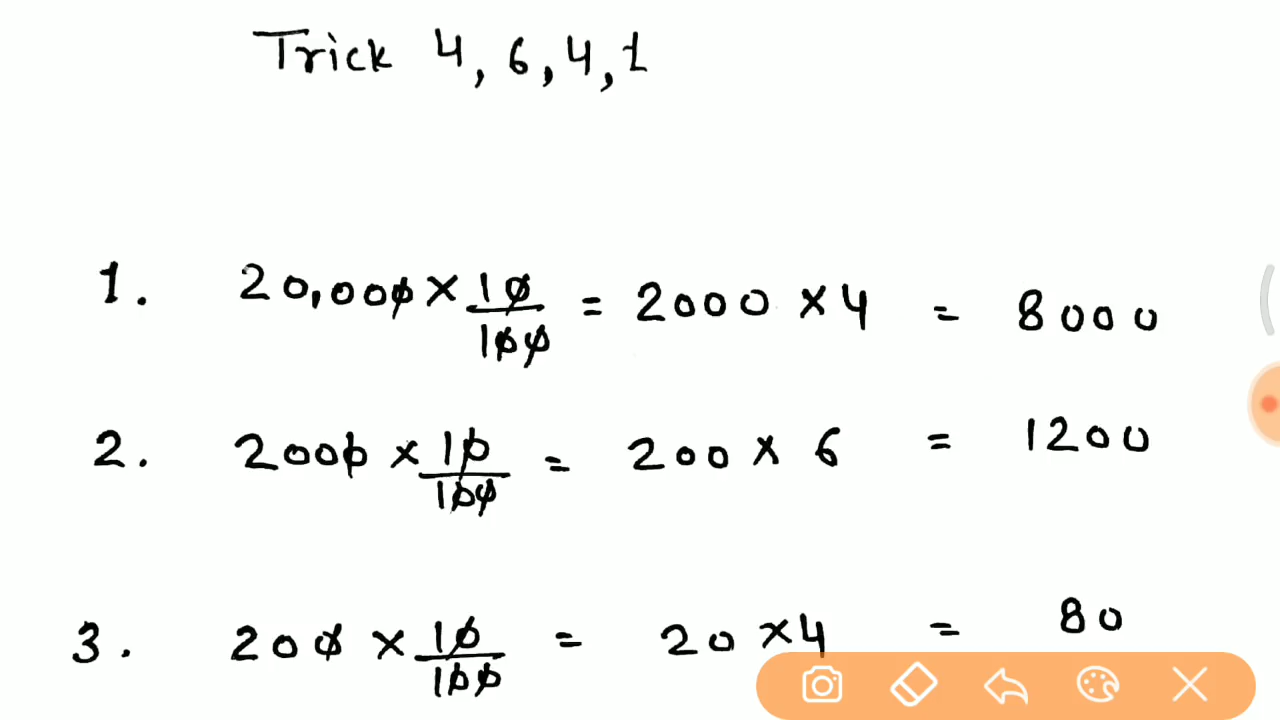 Trick 4, 6, 4, 1
1. 20,000 × 10/100 = 2000 × 4 = 8000
2. 2000 × 10/100 = 200 × 6 = 1200
3. 200 × 10/100 = 20 × 4 = 80